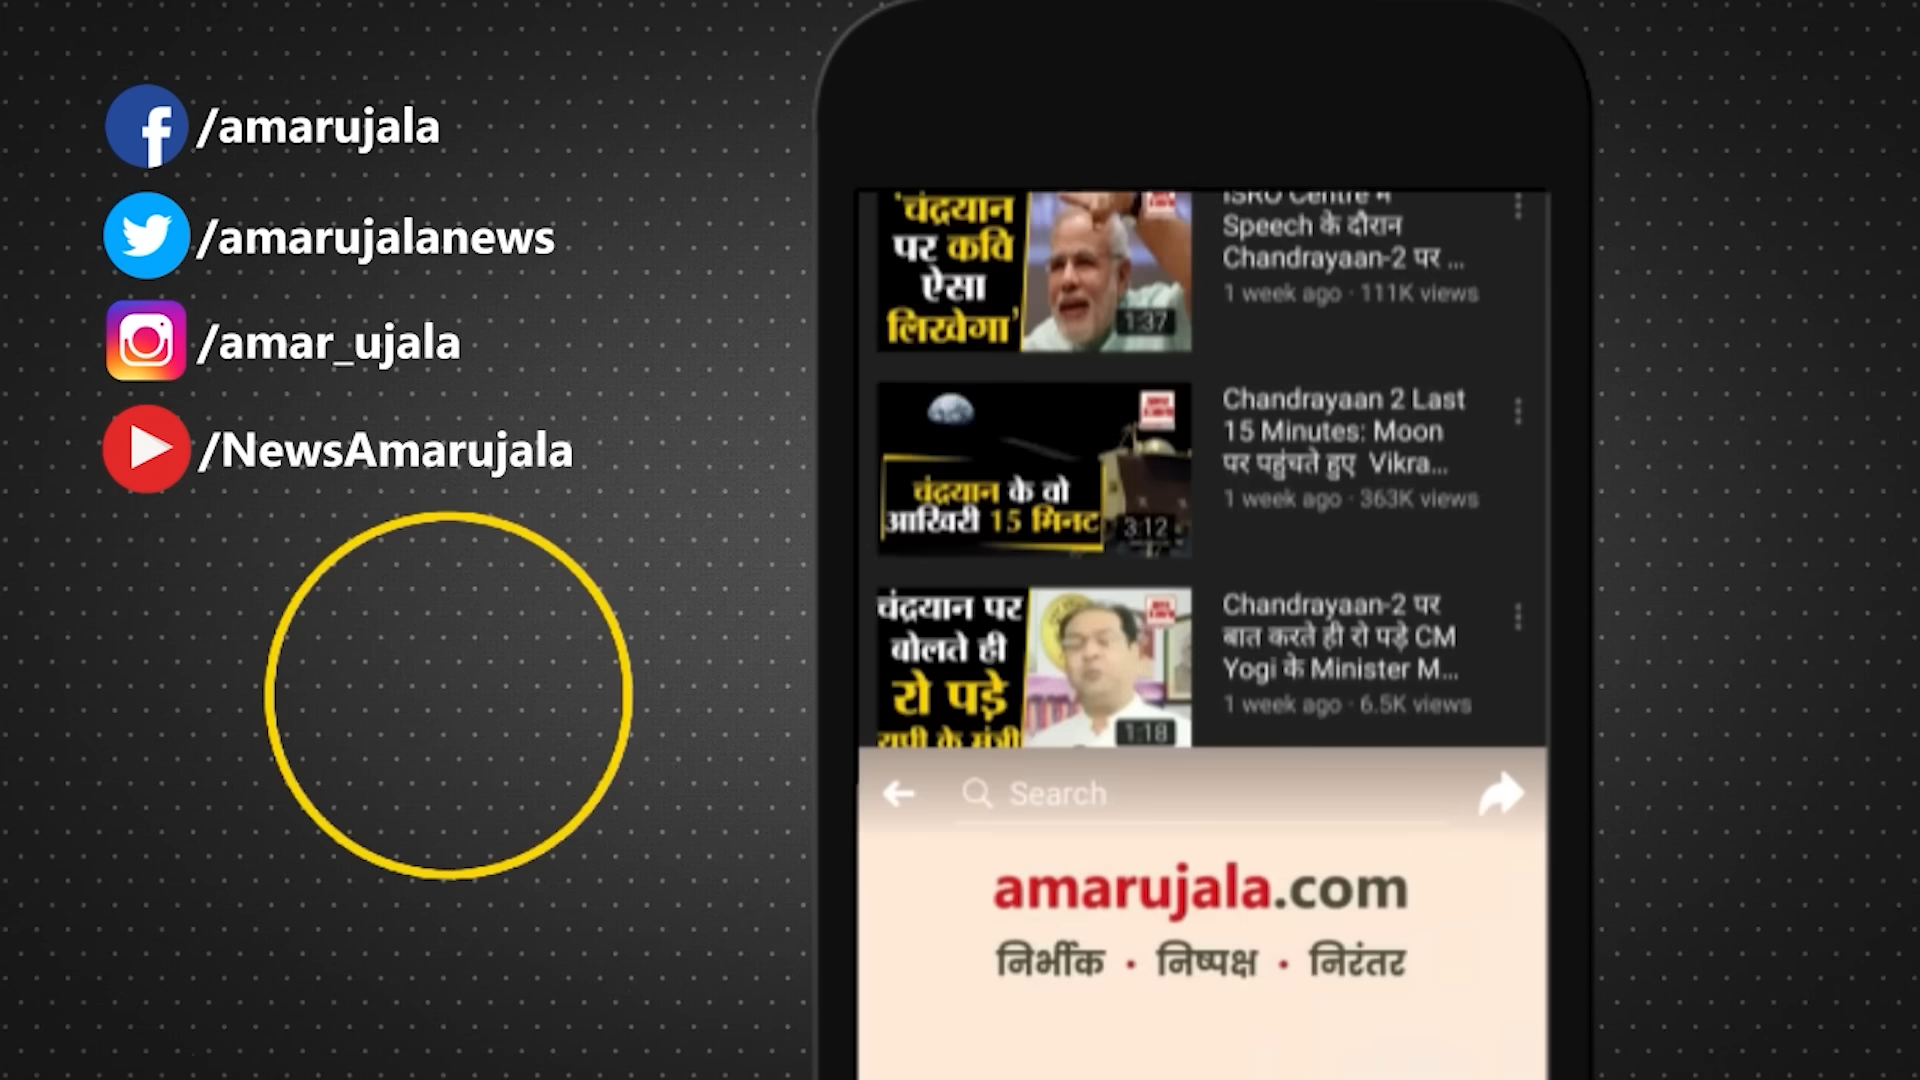 /amarujala
/amarujalanews
/amar_ujala
/NewsAmarujala
'चंद्रयान
पर कवि
ऐसा
लिखेगा'
1:37
ISRO Centre में
Speech के दौरान
Chandrayaan-2 पर ...
1 week ago · 111K views
चंद्रयान के वो
आखिरी 15 मिनट
3:12
Chandrayaan 2 Last
15 Minutes: Moon
पर पहुंचते हुए Vikra...
1 week ago · 363K views
चंद्रयान पर
बोलते ही
रो पड़े
यूपी के मंत्री
1:18
Chandrayaan-2 पर
बात करते ही रो पड़े CM
Yogi के Minister M...
1 week ago · 6.5K views
Search
amarujala.com
निर्भीक • निष्पक्ष • निरंतर